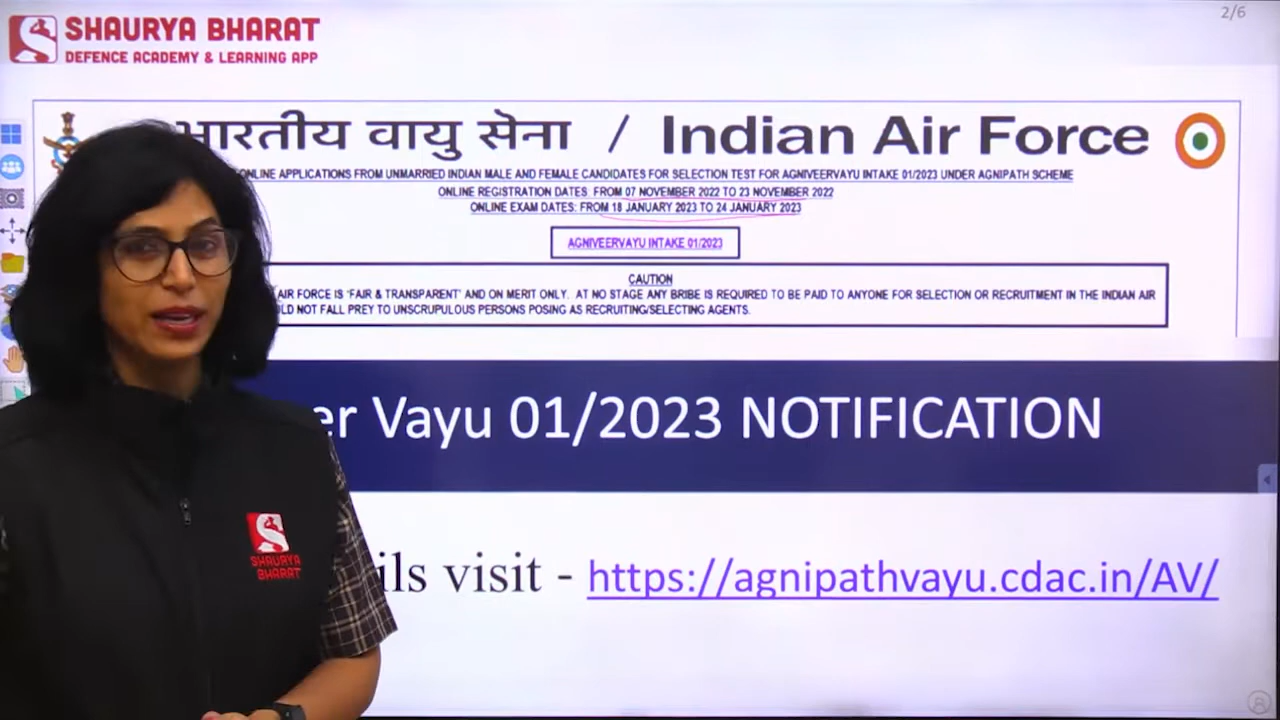 2/6
SHAURYA BHARAT
DEFENCE ACADEMY & LEARNING APP
भारतीय वायु सेना / Indian Air Force
ONLINE APPLICATIONS FROM UNMARRIED INDIAN MALE AND FEMALE CANDIDATES FOR SELECTION TEST FOR AGNIVEERVAYU INTAKE 01/2023 UNDER AGNIPATH SCHEME
ONLINE REGISTRATION DATES: FROM 07 NOVEMBER 2022 TO 23 NOVEMBER 2022
ONLINE EXAM DATES: FROM 18 JANUARY 2023 TO 24 JANUARY 2023
AGNIVEERVAYU INTAKE 01/2023
CAUTION
AIR FORCE IS 'FAIR & TRANSPARENT' AND ON MERIT ONLY. AT NO STAGE ANY BRIBE IS REQUIRED TO BE PAID TO ANYONE FOR SELECTION OR RECRUITMENT IN THE INDIAN AIR
NOT FALL PREY TO UNSCRUPULOUS PERSONS POSING AS RECRUITING/SELECTING AGENTS.
er Vayu 01/2023 NOTIFICATION
ils visit - https://agnipathvayu.cdac.in/AV/
SHAURYA
BHARAT